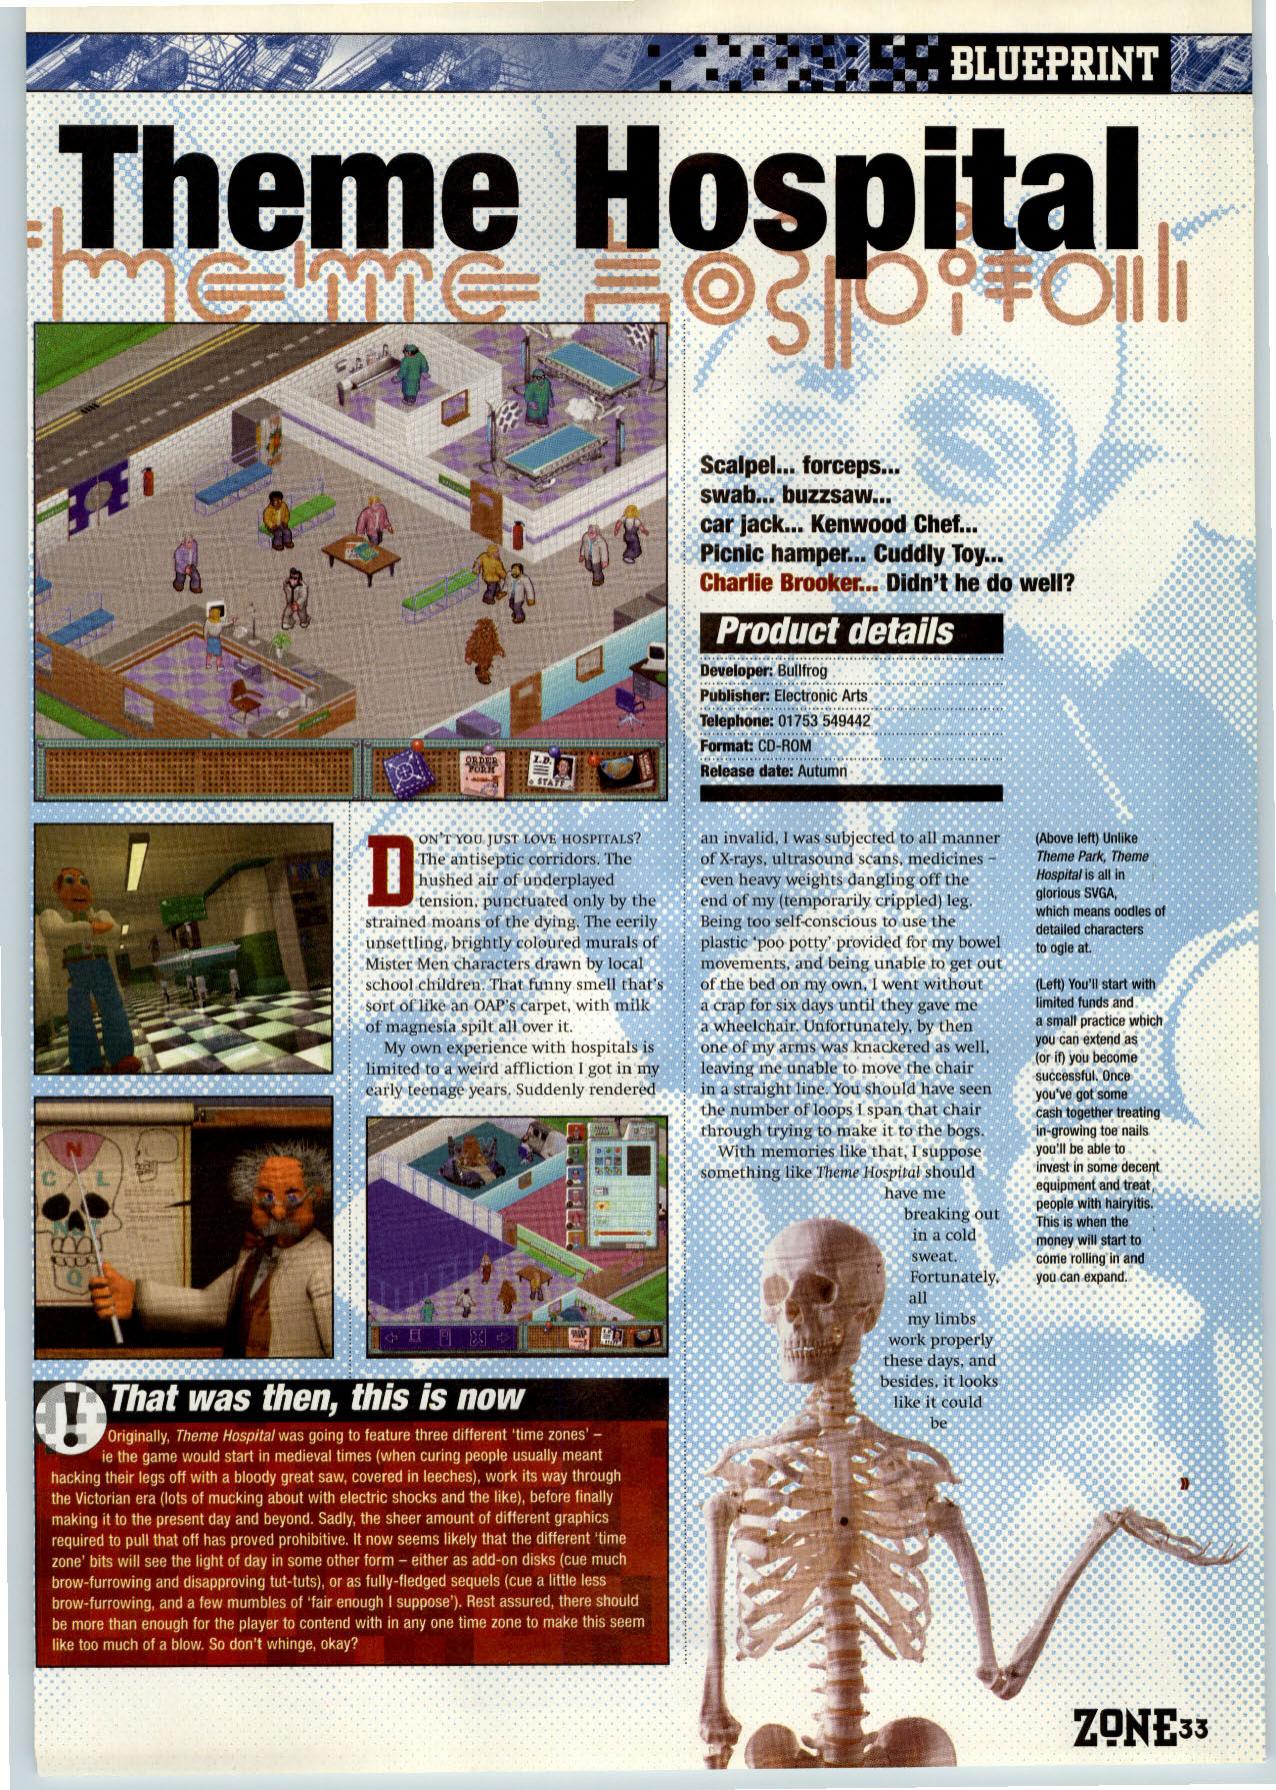 BLUEPRINT
Theme Hospital
Theme Hospital
Scalpel... forceps...
swab... buzzsaw...
car jack... Kenwood Chef...
Picnic hamper... Cuddly Toy...
Charlie Brooker... Didn't he do well?
Product details
Developer: Bullfrog
Publisher: Electronic Arts
Telephone: 01753 549442
Format: CD-ROM
Release date: Autumn
ORDER
FORM
I.D.
STAFF
DON'T YOU JUST LOVE HOSPITALS?
The antiseptic corridors. The
hushed air of underplayed
tension, punctuated only by the
strained moans of the dying. The eerily
unsettling, brightly coloured murals of
Mister Men characters drawn by local
school children. That funny smell that's
sort of like an OAP's carpet, with milk
of magnesia spilt all over it.
My own experience with hospitals is
limited to a weird affliction I got in my
early teenage years. Suddenly rendered
an invalid, I was subjected to all manner
of X-rays, ultrasound scans, medicines –
even heavy weights dangling off the
end of my (temporarily crippled) leg.
Being too self-conscious to use the
plastic 'poo potty' provided for my bowel
movements, and being unable to get out
of the bed on my own, I went without
a crap for six days until they gave me
a wheelchair. Unfortunately, by then
one of my arms was knackered as well,
leaving me unable to move the chair
in a straight line. You should have seen
the number of loops I span that chair
through trying to make it to the bogs.
With memories like that, I suppose
something like Theme Hospital should
have me
breaking out
in a cold
sweat.
Fortunately,
all
my limbs
work properly
these days, and
besides, it looks
like it could
be
(Above left) Unlike
Theme Park, Theme
Hospital is all in
glorious SVGA,
which means oodles of
detailed characters
to ogle at.
(Left) You'll start with
limited funds and
a small practice which
you can extend as
(or if) you become
successful. Once
you've got some
cash together treating
in-growing toe nails
you'll be able to
invest in some decent
equipment and treat
people with hairyitis.
This is when the
money will start to
come rolling in and
you can expand.
N
C L
N T
Q
! That was then, this is now
Originally, Theme Hospital was going to feature three different 'time zones' –
ie the game would start in medieval times (when curing people usually meant
hacking their legs off with a bloody great saw, covered in leeches), work its way through
the Victorian era (lots of mucking about with electric shocks and the like), before finally
making it to the present day and beyond. Sadly, the sheer amount of different graphics
required to pull that off has proved prohibitive. It now seems likely that the different 'time
zone' bits will see the light of day in some other form – either as add-on disks (cue much
brow-furrowing and disapproving tut-tuts), or as fully-fledged sequels (cue a little less
brow-furrowing, and a few mumbles of 'fair enough I suppose'). Rest assured, there should
be more than enough for the player to contend with in any one time zone to make this seem
like too much of a blow. So don't whinge, okay?
»
ZONE 33